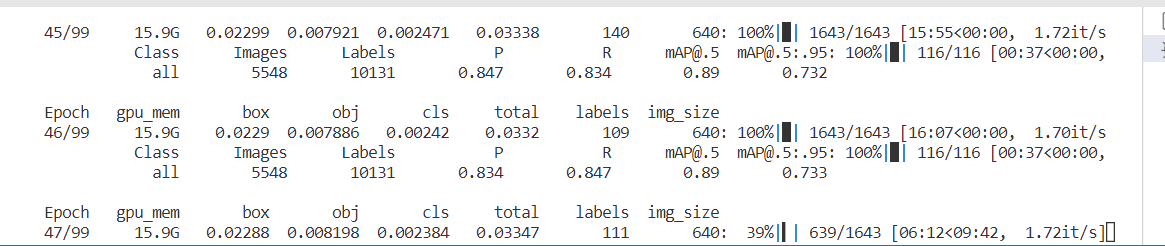 45/99 15.9G 0.02299 0.007921 0.002471 0.03338 140 640: 100%|█| 1643/1643 [15:55<00:00, 1.72it/s
Class Images Labels P R mAP@.5 mAP@.5:.95: 100%|█| 116/116 [00:37<00:00,
all 5548 10131 0.847 0.834 0.89 0.732
Epoch gpu_mem box obj cls total labels img_size
46/99 15.9G 0.0229 0.007886 0.00242 0.0332 109 640: 100%|█| 1643/1643 [16:07<00:00, 1.70it/s
Class Images Labels P R mAP@.5 mAP@.5:.95: 100%|█| 116/116 [00:37<00:00,
all 5548 10131 0.834 0.847 0.89 0.733
Epoch gpu_mem box obj cls total labels img_size
47/99 15.9G 0.02288 0.008198 0.002384 0.03347 111 640: 39%|▍| 639/1643 [06:12<09:42, 1.72it/s]